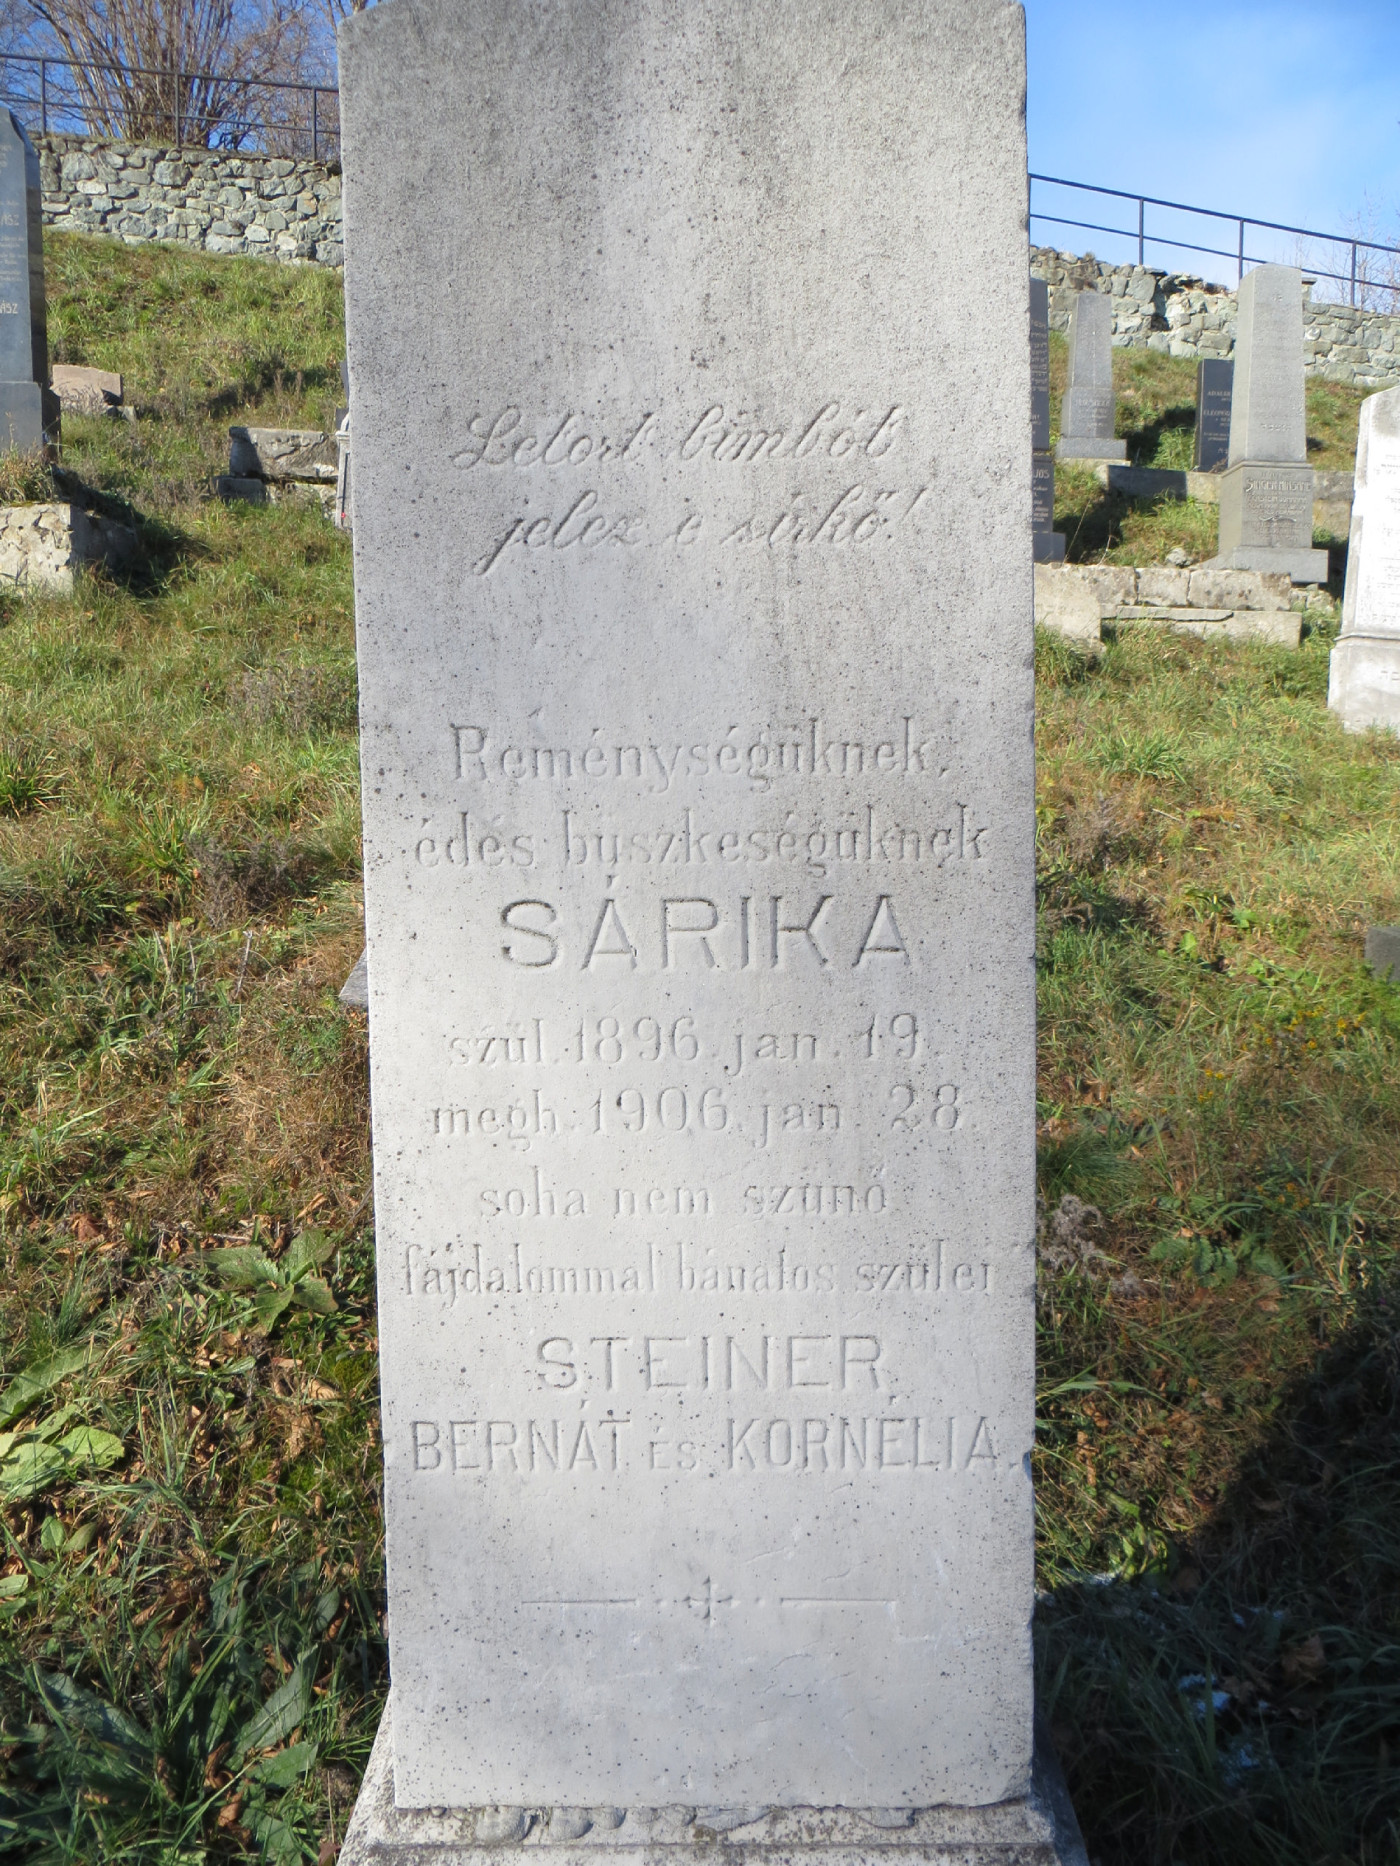 Letört bimbót
jelez e sírkő!
Reménységüknek,
édés büszkeségüknek
SÁRIKA
szül. 1896. jan. 19.
megh. 1906. jan. 28.
soha nem szünő
fájdalommal bánatos szülei
STEINER
BERNÁT és KORNÉLIA.